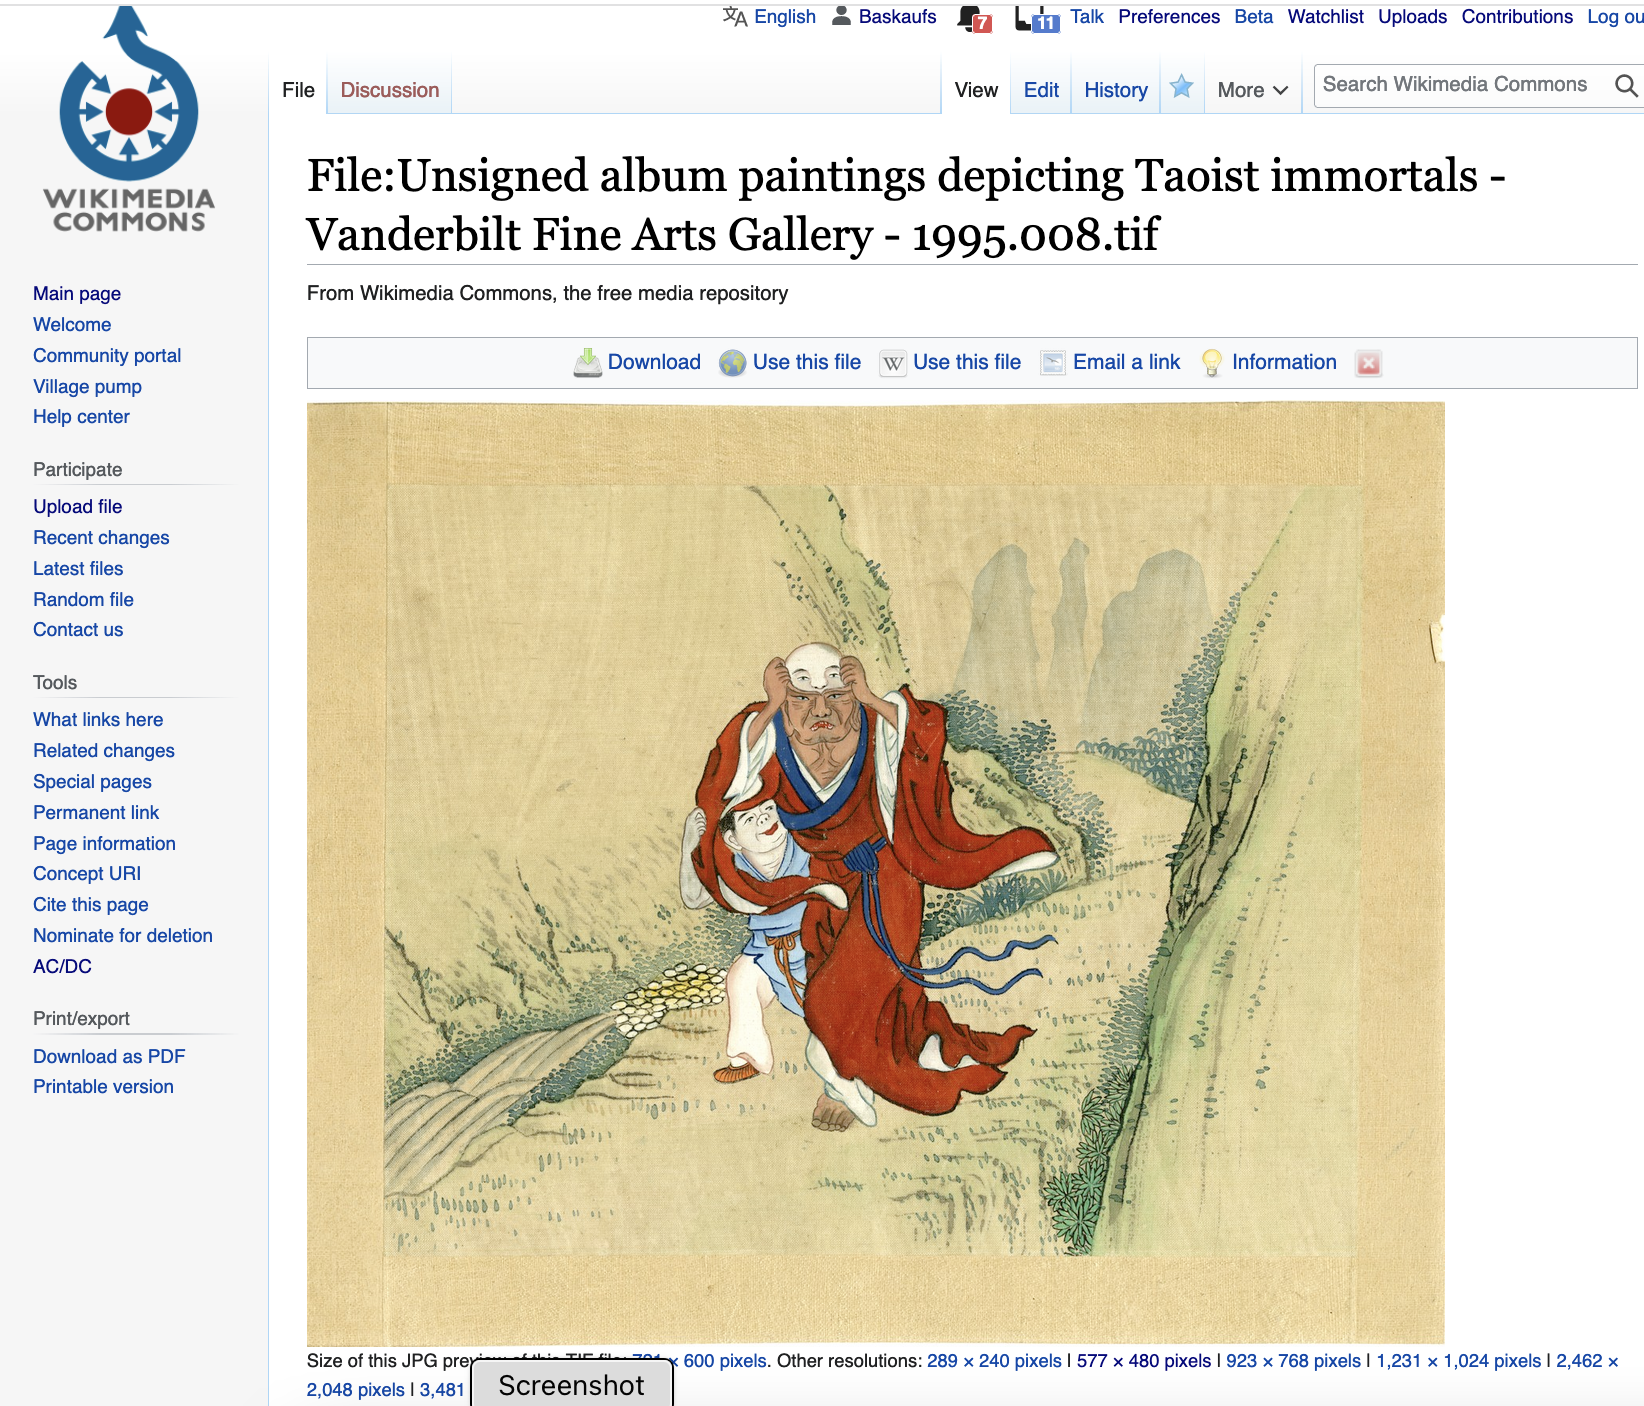 English Baskaufs 7 11 Talk Preferences Beta Watchlist Uploads Contributions Log ou
File Discussion View Edit History More Search Wikimedia Commons
WIKIMEDIA
COMMONS
Main page
Welcome
Community portal
Village pump
Help center
Participate
Upload file
Recent changes
Latest files
Random file
Contact us
Tools
What links here
Related changes
Special pages
Permanent link
Page information
Concept URI
Cite this page
Nominate for deletion
AC/DC
Print/export
Download as PDF
Printable version
File:Unsigned album paintings depicting Taoist immortals -
Vanderbilt Fine Arts Gallery - 1995.008.tif
From Wikimedia Commons, the free media repository
Download Use this file W Use this file Email a link Information
Size of this JPG preview of this TIF file: 721 × 600 pixels. Other resolutions: 289 × 240 pixels | 577 × 480 pixels | 923 × 768 pixels | 1,231 × 1,024 pixels | 2,462 ×
2,048 pixels | 3,481
Screenshot